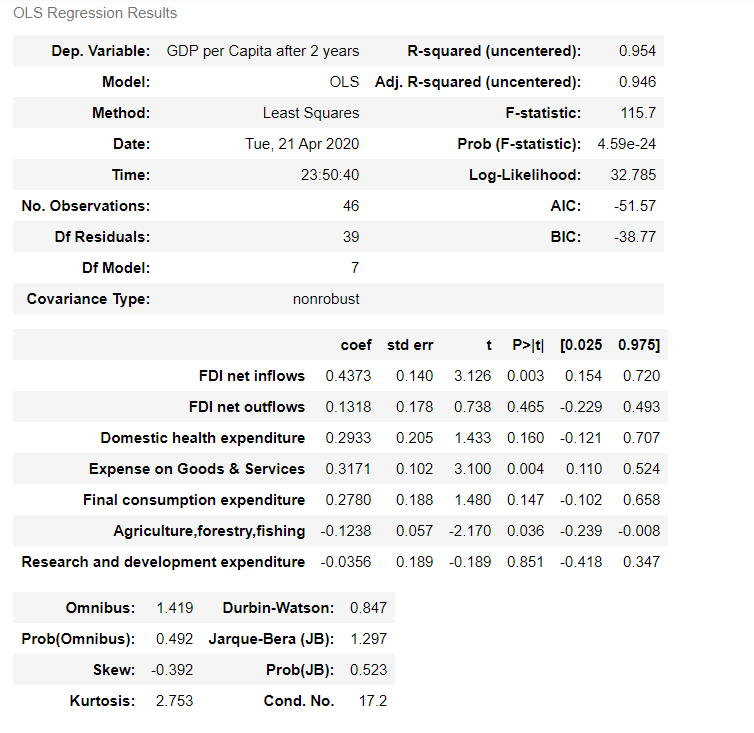 OLS Regression Results
Dep. Variable: GDP per Capita after 2 years R-squared (uncentered): 0.954
Model: OLS Adj. R-squared (uncentered): 0.946
Method: Least Squares F-statistic: 115.7
Date: Tue, 21 Apr 2020 Prob (F-statistic): 4.59e-24
Time: 23:50:40 Log-Likelihood: 32.785
No. Observations: 46 AIC: -51.57
Df Residuals: 39 BIC: -38.77
Df Model: 7
Covariance Type: nonrobust
coef std err t P>|t| [0.025 0.975]
FDI net inflows 0.4373 0.140 3.126 0.003 0.154 0.720
FDI net outflows 0.1318 0.178 0.738 0.465 -0.229 0.493
Domestic health expenditure 0.2933 0.205 1.433 0.160 -0.121 0.707
Expense on Goods & Services 0.3171 0.102 3.100 0.004 0.110 0.524
Final consumption expenditure 0.2780 0.188 1.480 0.147 -0.102 0.658
Agriculture,forestry,fishing -0.1238 0.057 -2.170 0.036 -0.239 -0.008
Research and development expenditure -0.0356 0.189 -0.189 0.851 -0.418 0.347
Omnibus: 1.419 Durbin-Watson: 0.847
Prob(Omnibus): 0.492 Jarque-Bera (JB): 1.297
Skew: -0.392 Prob(JB): 0.523
Kurtosis: 2.753 Cond. No. 17.2